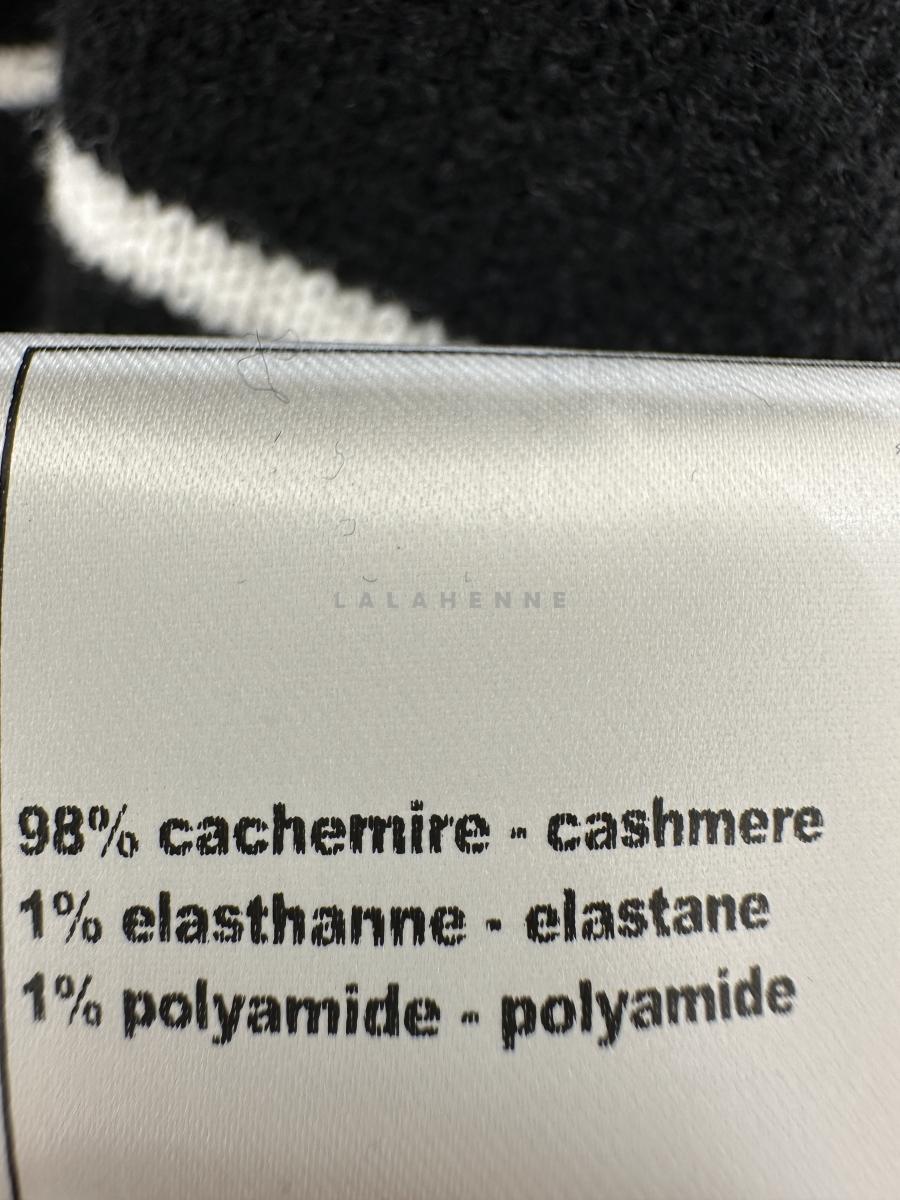 LALAHENNE
98% cachemire - cashmere
1% elasthanne - elastane
1% polyamide - polyamide